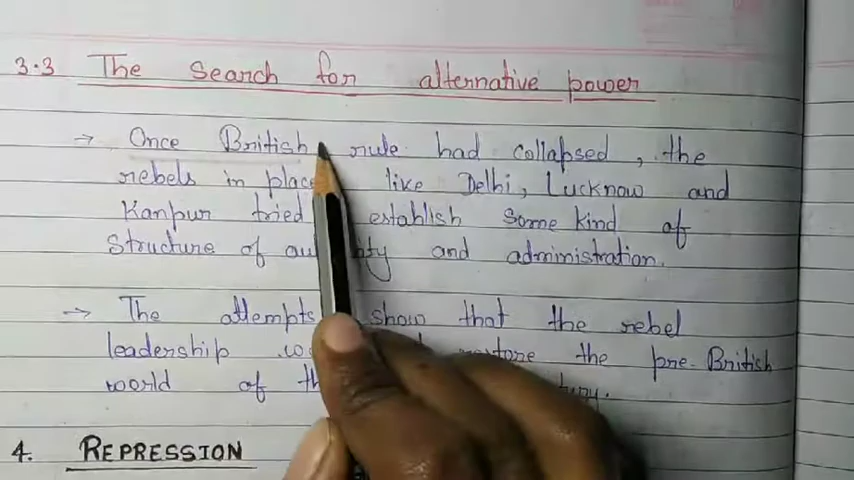 3.3 The search for alternative power
→ Once British rule had collapsed, the
rebels in place like Delhi, Lucknow and
Kanpur tried establish some kind of
structure of and administration.
→ The attempts show that the rebel
leadership the pre-British
world of
4. REPRESSION